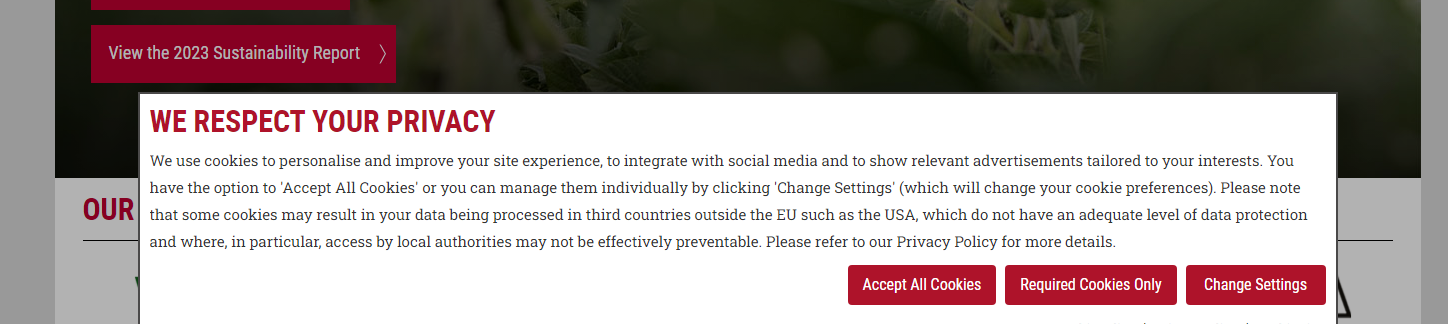 View the 2023 Sustainability Report
WE RESPECT YOUR PRIVACY
We use cookies to personalise and improve your site experience, to integrate with social media and to show relevant advertisements tailored to your interests. You
have the option to 'Accept All Cookies' or you can manage them individually by clicking 'Change Settings' (which will change your cookie preferences). Please note
that some cookies may result in your data being processed in third countries outside the EU such as the USA, which do not have an adequate level of data protection
and where, in particular, access by local authorities may not be effectively preventable. Please refer to our Privacy Policy for more details.
OUR
Accept All Cookies Required Cookies Only Change Settings